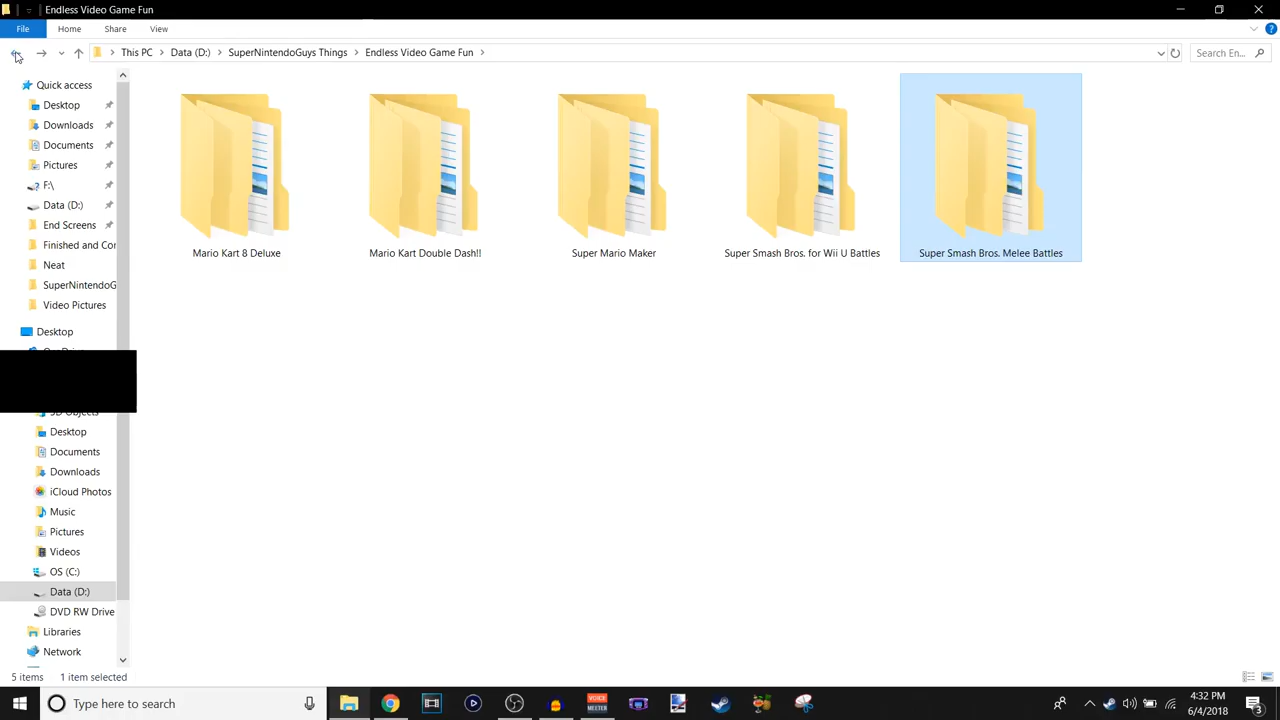 Endless Video Game Fun
File Home Share View
This PC Data (D:) SuperNintendoGuys Things Endless Video Game Fun
Search En...
Quick access
Desktop
Downloads
Documents
Pictures
F:\
Data (D:)
End Screens
Finished and Cor
Neat
SuperNintendoG
Video Pictures
Desktop
3D Objects
Desktop
Documents
Downloads
iCloud Photos
Music
Pictures
Videos
OS (C:)
Data (D:)
DVD RW Drive
Libraries
Network
Mario Kart 8 Deluxe
Mario Kart Double Dash!!
Super Mario Maker
Super Smash Bros. for Wii U Battles
Super Smash Bros. Melee Battles
5 items 1 item selected
Type here to search
VOICE
MEETER
4:32 PM
6/4/2018
3